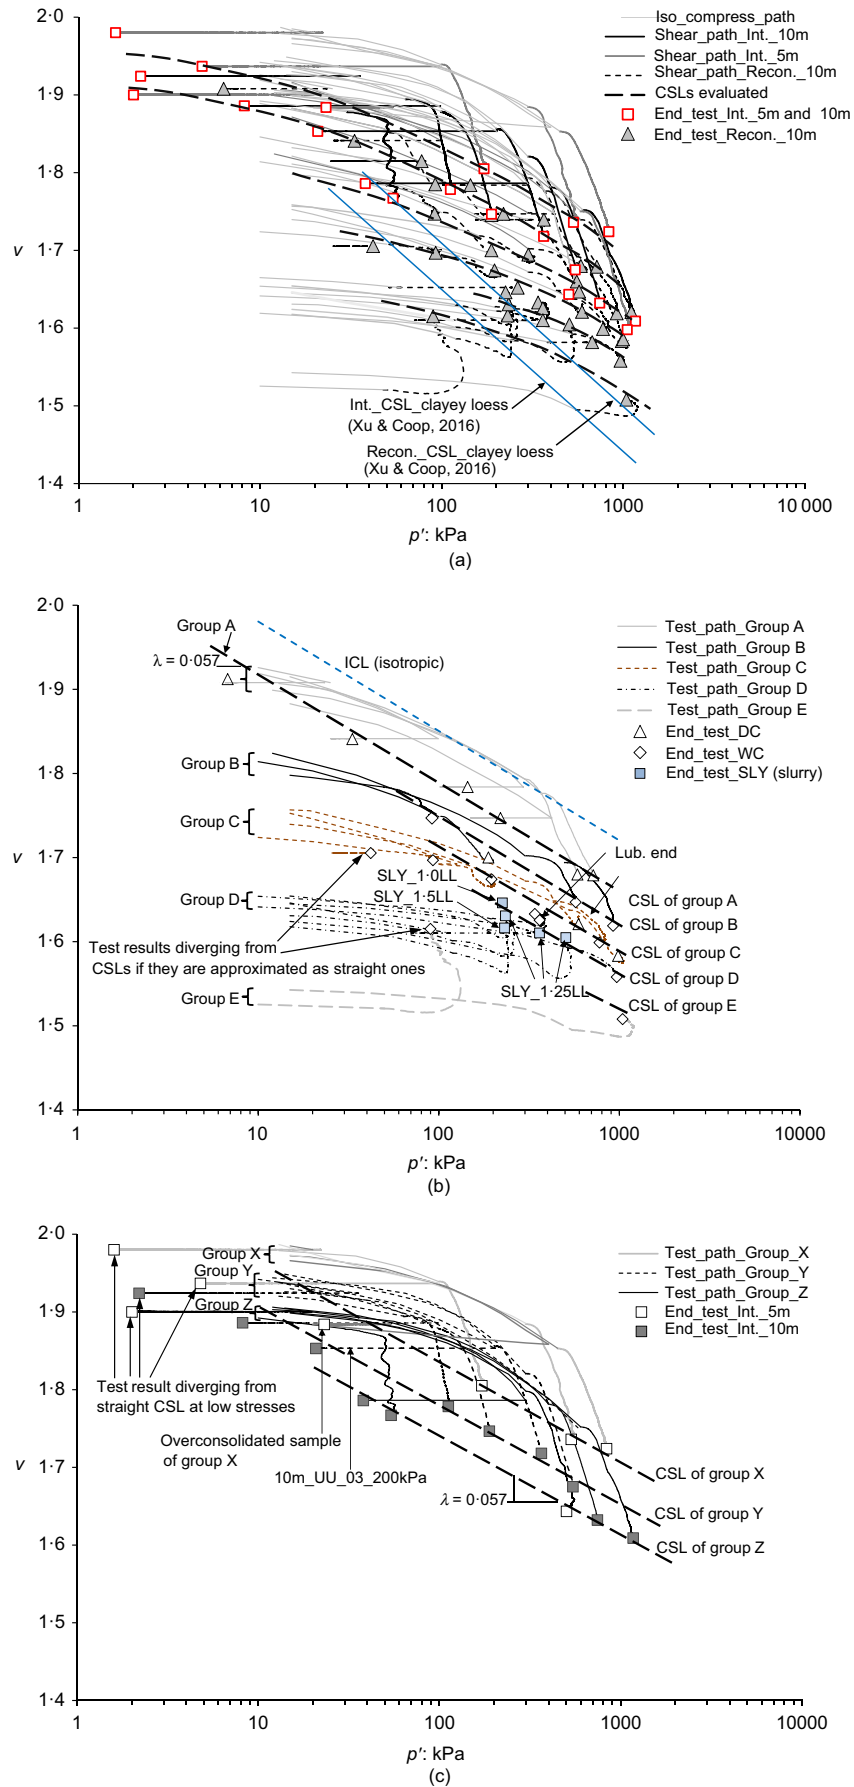 2·0
1·9
1·8
1·7
1·6
1·5
1·4
v
1
10
100
1000
10 000
p′: kPa
(a)
Iso_compress_path
Shear_path_Int._10m
Shear_path_Int._5m
Shear_path_Recon._10m
CSLs evaluated
End_test_Int._5m and 10m
End_test_Recon._10m
Int._CSL_clayey loess
(Xu & Coop, 2016)
Recon._CSL_clayey loess
(Xu & Coop, 2016)
2·0
1·9
1·8
1·7
1·6
1·5
1·4
v
1
10
100
1000
10000
p′: kPa
(b)
Test_path_Group A
Test_path_Group B
Test_path_Group C
Test_path_Group D
Test_path_Group E
End_test_DC
End_test_WC
End_test_SLY (slurry)
Group A
λ = 0·057
ICL (isotropic)
Group B
Group C
Group D
Group E
SLY_1·0LL
SLY_1·5LL
SLY_1·25LL
Lub. end
Test results diverging from
CSLs if they are approximated as straight ones
CSL of group A
CSL of group B
CSL of group C
CSL of group D
CSL of group E
2·0
1·9
1·8
1·7
1·6
1·5
1·4
v
1
10
100
1000
10000
p′: kPa
(c)
Test_path_Group_X
Test_path_Group_Y
Test_path_Group_Z
End_test_Int._5m
End_test_Int._10m
Group X
Group Y
Group Z
Test result diverging from
straight CSL at low stresses
Overconsolidated sample
of group X
10m_UU_03_200kPa
λ = 0·057
CSL of group X
CSL of group Y
CSL of group Z